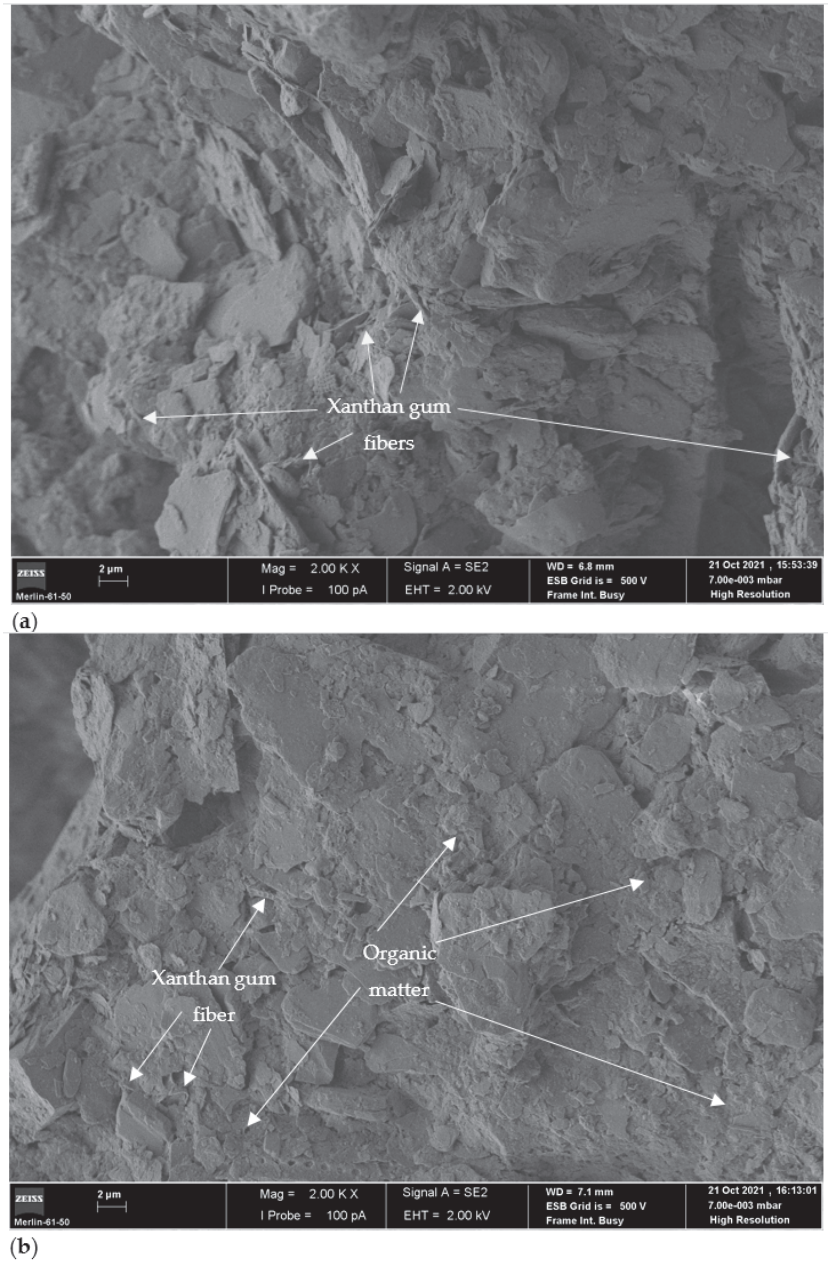 Xanthan gum
fibers
ZEISS
Merlin-61-50
2 µm
Mag = 2.00 K X
I Probe = 100 pA
Signal A = SE2
EHT = 2.00 kV
WD = 6.8 mm
ESB Grid is = 500 V
Frame Int. Busy
21 Oct 2021 , 15:53:39
7.00e-003 mbar
High Resolution
(a)
Organic
matter
Xanthan gum
fiber
ZEISS
Merlin-61-50
2 µm
Mag = 2.00 K X
I Probe = 100 pA
Signal A = SE2
EHT = 2.00 kV
WD = 7.1 mm
ESB Grid is = 500 V
Frame Int. Busy
21 Oct 2021 , 16:13:01
7.00e-003 mbar
High Resolution
(b)